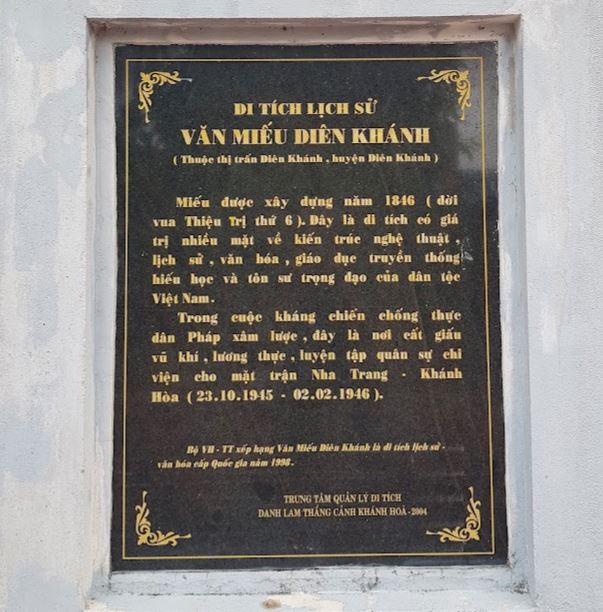 DI TÍCH LỊCH SỬ
VĂN MIẾU DIÊN KHÁNH
( Thuộc thị trấn Diên Khánh , huyện Diên Khánh )
Miếu được xây dựng năm 1846 ( đời
vua Thiệu Trị thứ 6 ). Đây là di tích có giá
trị nhiều mặt về kiến trúc nghệ thuật ,
lịch sử , văn hóa , giáo dục truyền thống
hiếu học và tôn sư trọng đạo của dân tộc
Việt Nam .
Trong cuộc kháng chiến chống thực
dân Pháp xâm lược , đây là nơi cất giấu
vũ khí , lương thực , luyện tập quân sự chi
viện cho mặt trận Nha Trang - Khánh
Hòa ( 23.10.1945 - 02.02.1946 ).
Bộ VH - TT xếp hạng Văn Miếu Diên Khánh là di tích lịch sử -
văn hóa cấp Quốc gia năm 1998 .
TRUNG TÂM QUẢN LÝ DI TÍCH
DANH LAM THẮNG CẢNH KHÁNH HOÀ - 2004